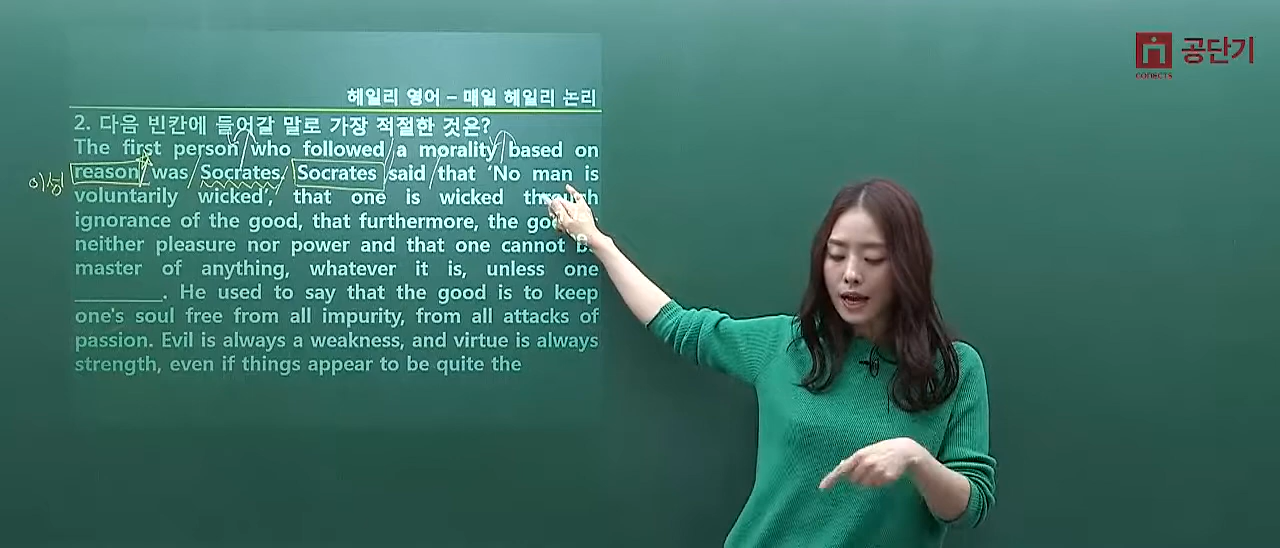 공단기
CONECTS
헤일리 영어 – 매일 헤일리 논리
2. 다음 빈칸에 들어갈 말로 가장 적절한 것은?
The first person who followed a morality based on
이성 reason was Socrates. Socrates said that ‘No man is
voluntarily wicked’, that one is wicked through
ignorance of the good, that furthermore, the
neither pleasure nor power and that one cannot
master of anything, whatever it is, unless one
________. He used to say that the good is to keep
one's soul free from all impurity, from all attacks of
passion. Evil is always a weakness, and virtue is always
strength, even if things appear to be quite the